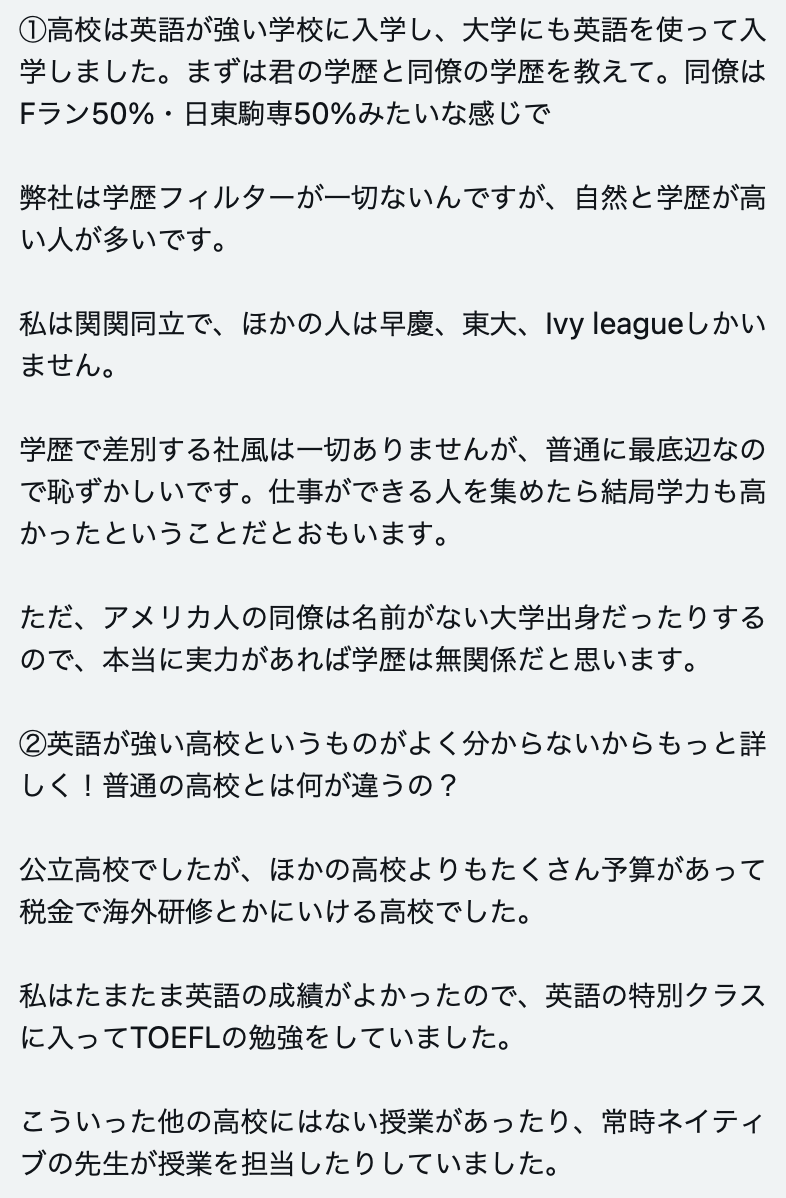 ①高校は英語が強い学校に入学し、大学にも英語を使って入
学しました。まずは君の学歴と同僚の学歴を教えて。同僚は
Fラン50%・日東駒専50%みたいな感じで
弊社は学歴フィルターが一切ないんですが、自然と学歴が高
い人が多いです。
私は関関同立で、ほかの人は早慶、東大、Ivy leagueしかい
ません。
学歴で差別する社風は一切ありませんが、普通に最底辺なの
で恥ずかしいです。仕事ができる人を集めたら結局学力も高
かったということだとおもいます。
ただ、アメリカ人の同僚は名前がない大学出身だったりする
ので、本当に実力があれば学歴は無関係だと思います。
②英語が強い高校というものがよく分からないからもっと詳
しく！普通の高校とは何が違うの？
公立高校でしたが、ほかの高校よりもたくさん予算があって
税金で海外研修とかにいける高校でした。
私はたまたま英語の成績がよかったので、英語の特別クラス
に入ってTOEFLの勉強をしていました。
こういった他の高校にはない授業があったり、常時ネイティ
ブの先生が授業を担当したりしていました。